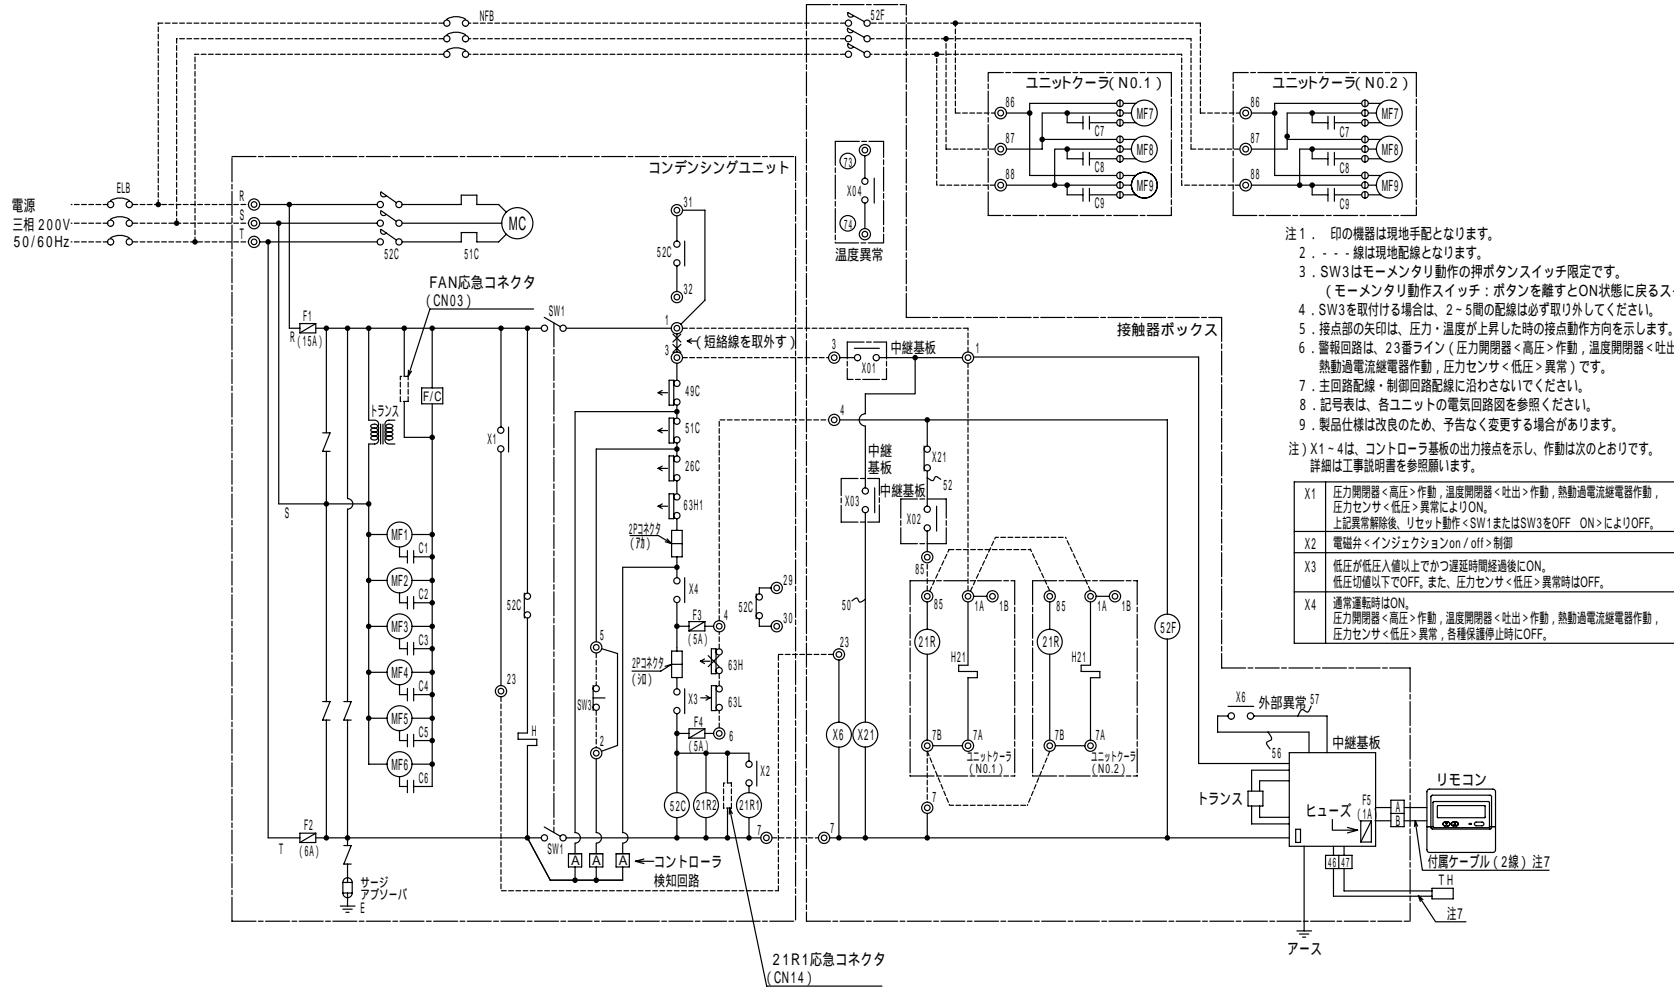 NFB
52F
ユニットクーラ(NO.1)
ユニットクーラ(NO.2)
86
MF7
C7
87
MF8
C8
88
MF9
C9
86
MF7
C7
87
MF8
C8
88
MF9
C9
73
X04
74
温度異常
コンデンシングユニット
電源
三相 200V
50/60Hz
ELB
R
S
T
52C
51C
MC
31
52C
32
FAN応急コネクタ
(CN03)
F1
R (15A)
SW1
1
(短絡線を取外す)
3
トランス
F/C
X1
S
49C
51C
26C
63H1
2Pコネクタ
(アカ)
X4
F3
(5A)
4
63H
63L
2Pコネクタ
(シロ)
X3
F4
(5A)
6
52C
29
30
MF1
C1
MF2
C2
MF3
C3
MF4
C4
MF5
C5
MF6
C6
52C
23
H
5
SW3
2
X2
52C
21R2
21R1
7
F2
T (6A)
SW1
A
A
A
コントローラ
検知回路
サージ
アブソーバ
E
21R1応急コネクタ
(CN14)
接触器ボックス
3
中継基板
X01
1
4
中継
基板
X03
中継基板
X21
52
X02
85
50
23
85
1A
1B
21R
H21
7B
7A
ユニットクーラ
(NO.1)
85
1A
1B
21R
H21
7B
7A
ユニットクーラ
(NO.2)
52F
X6
X21
7
7
X6
外部異常
57
56
中継基板
トランス
ヒューズ
F5
(1A
A
B
リモコン
付属ケーブル(2線)注7
46
47
TH
注7
アース
注1. 印の機器は現地手配となります。
2. - - - 線は現地配線となります。
3. SW3はモーメンタリ動作の押ボタンスイッチ限定です。
(モーメンタリ動作スイッチ:ボタンを離すとON状態に戻るス
4. SW3を取付ける場合は、2~5間の配線は必ず取り外してください。
5. 接点部の矢印は、圧力・温度が上昇した時の接点動作方向を示します。
6. 警報回路は、23番ライン(圧力開閉器<高圧>作動,温度開閉器<吐出
熱動過電流継電器作動,圧力センサ<低圧>異常)です。
7. 主回路配線・制御回路配線に沿わさないでください。
8. 記号表は、各ユニットの電気回路図を参照ください。
9. 製品仕様は改良のため、予告なく変更する場合があります。
注)X1~4は、コントローラ基板の出力接点を示し、作動は次のとおりです。
詳細は工事説明書を参照願います。
X1
圧力開閉器<高圧>作動,温度開閉器<吐出>作動,熱動過電流継電器作動,
圧力センサ<低圧>異常によりON。
上記異常解除後、リセット動作<SW1またはSW3をOFF ON>によりOFF。
X2
電磁弁<インジェクションon/off>制御
X3
低圧が低圧入値以上でかつ遅延時間経過後にON。
低圧切値以下でOFF。また、圧力センサ<低圧>異常時はOFF。
X4
通常運転時はON。
圧力開閉器<高圧>作動,温度開閉器<吐出>作動,熱動過電流継電器作動,
圧力センサ<低圧>異常,各種保護停止時にOFF。